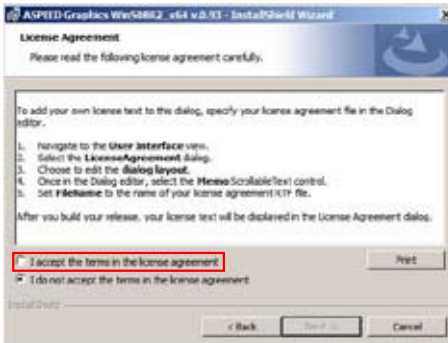 ASPEED Graphics WinS08R2_x64 v.0.93 - InstallShield Wizard
License Agreement
Please read the following license agreement carefully.
To add your own license text to this dialog, specify your license agreement file in the Dialog
editor.
1. Navigate to the User Interface view.
2. Select the LicenseAgreement dialog.
3. Choose to edit the dialog layout.
4. Once in the Dialog editor, select the Memo ScrollableText control.
5. Set FileName to the name of your license agreement RTF file.
After you build your release, your license text will be displayed in the License Agreement dialog.
I accept the terms in the license agreement
Print
I do not accept the terms in the license agreement
InstallShield
< Back
Next >
Cancel